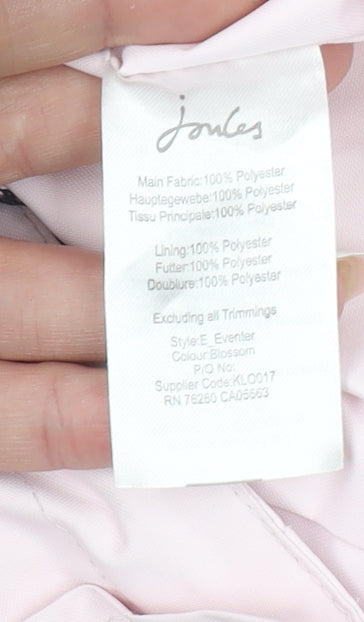 Joules
Main Fabric:100% Polyester
Hauptegewebe:100% Polyester
Tissu Principale:100% Polyester
Lining:100% Polyester
Futter:100% Polyester
Doublure:100% Polyester
Excluding all Trimmings
Style:E_Eventer
Colour:Blossom
P/O No:
Supplier Code:KLO017
RN 76260 CA05663